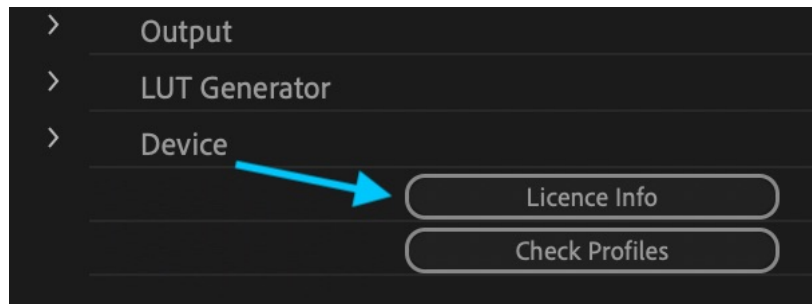 Output
LUT Generator
Device
Licence Info
Check Profiles